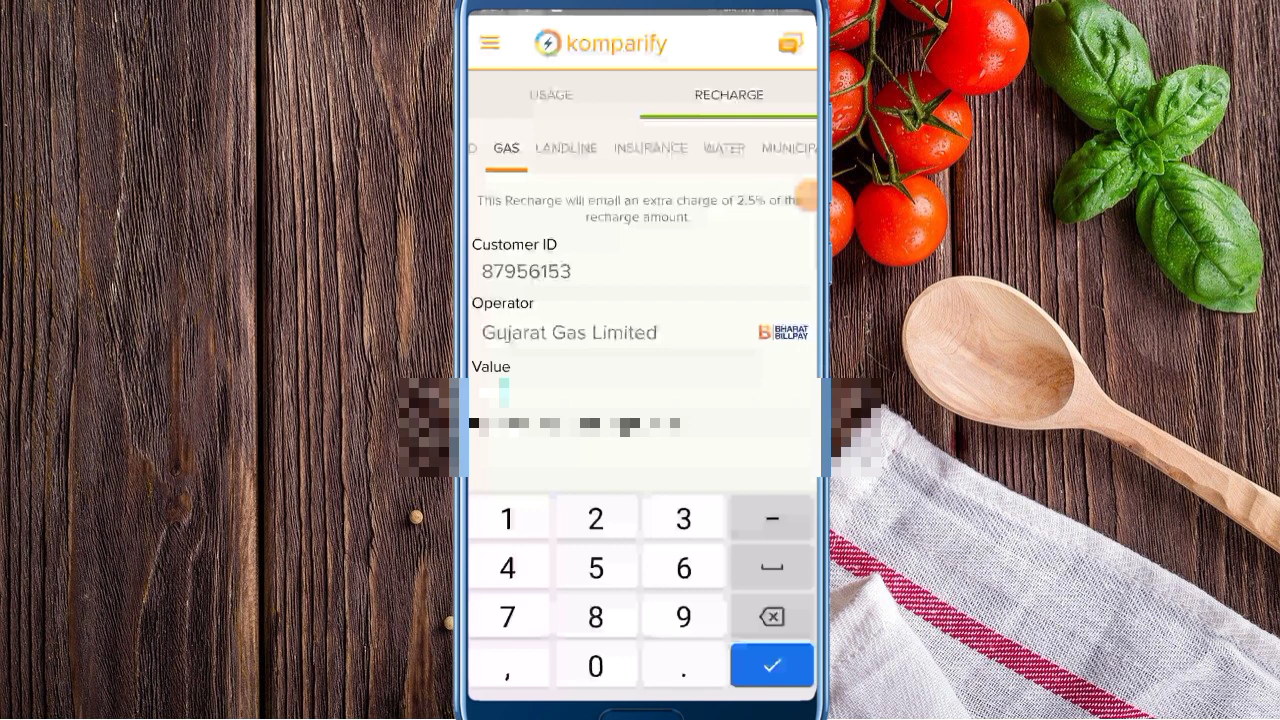 komparify
USAGE RECHARGE
GAS LANDLINE INSURANCE WATER MUNICIPA
This Recharge will email an extra charge of 2.5% of the
recharge amount.
Customer ID
87956153
Operator
Gujarat Gas Limited BHARAT BILLPAY
Value
1 2 3 -
4 5 6
7 8 9
, 0 .